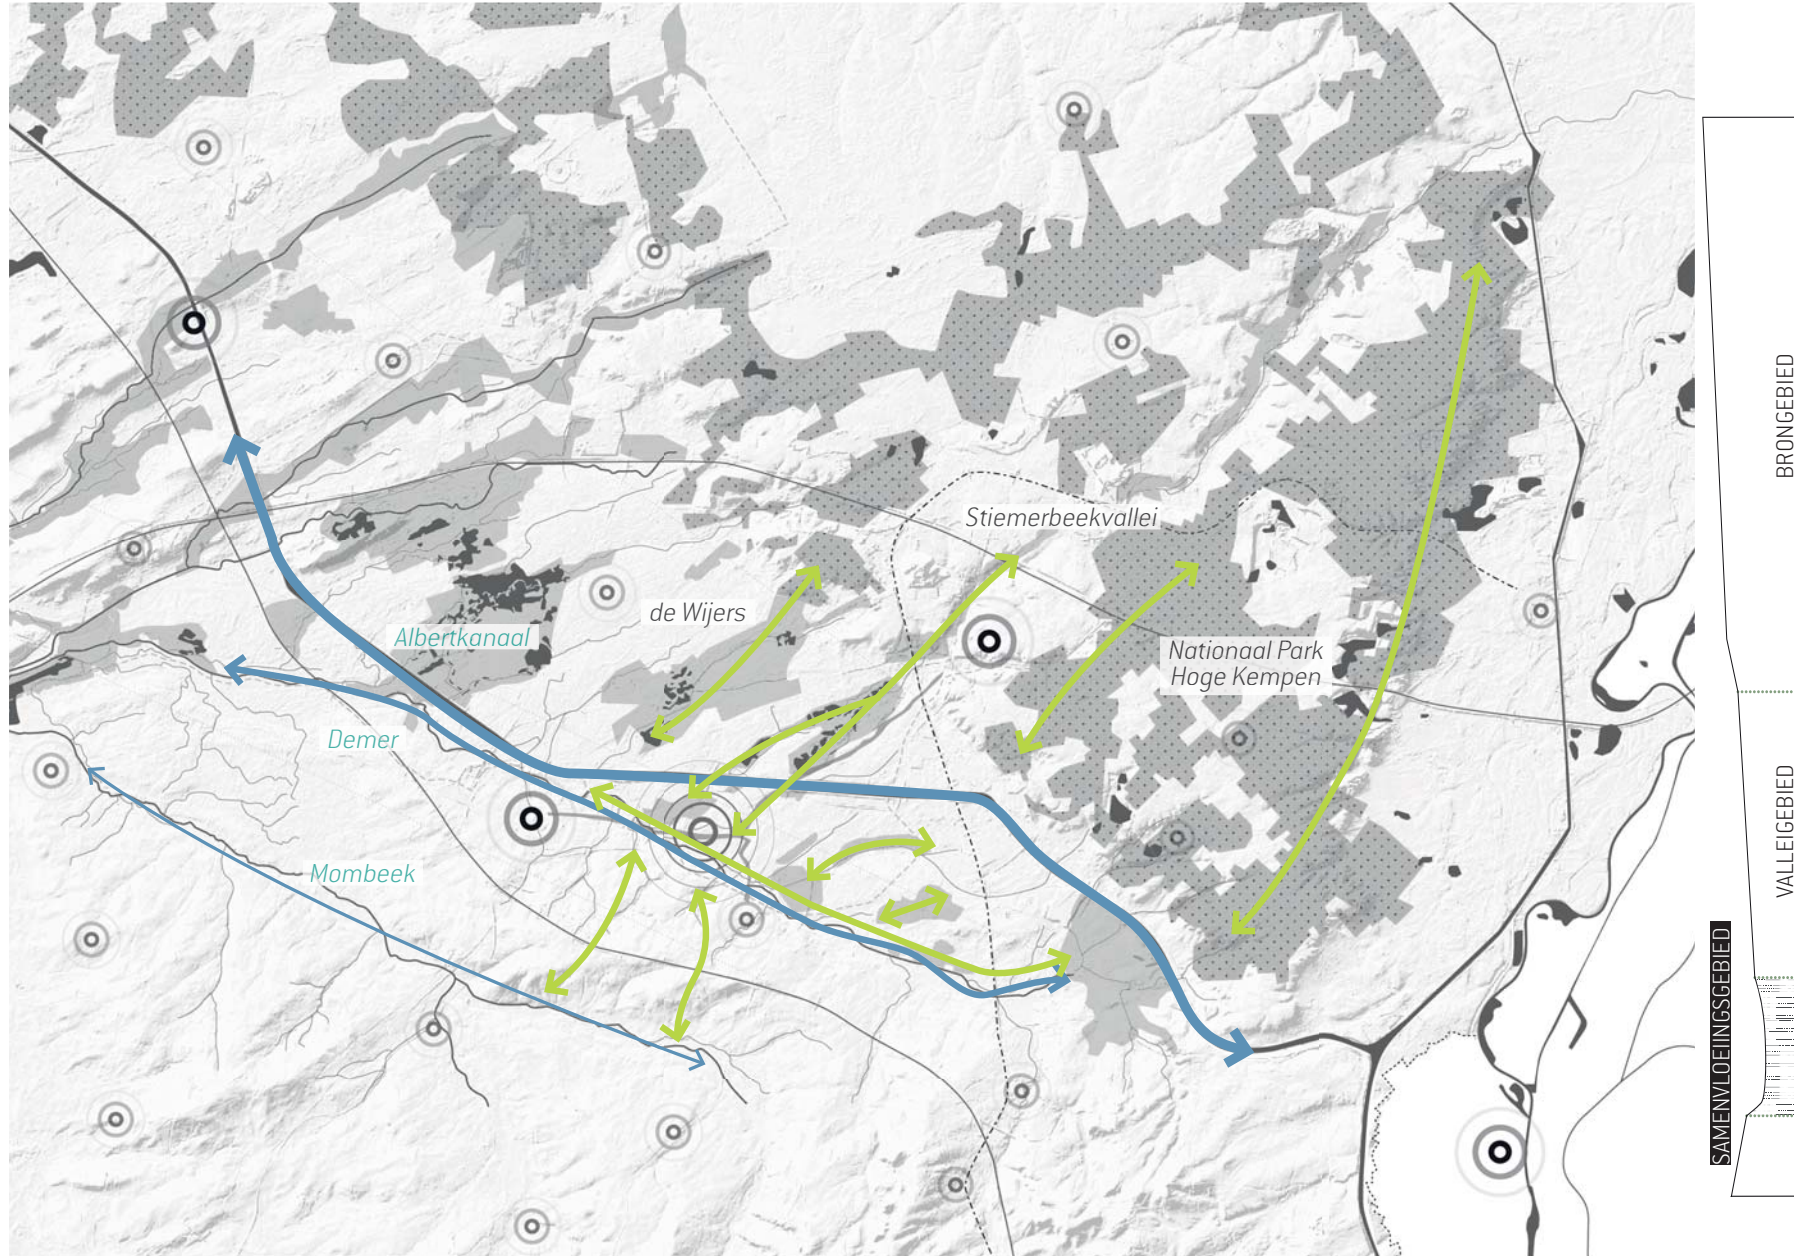 Stiemerbeekvallei
de Wijers
Albertkanaal
Nationaal Park
Hoge Kempen
Demer
Mombeek
BRONGEBIED
VALLEIGEBIED
SAMENVLOEIINGSGEBIED